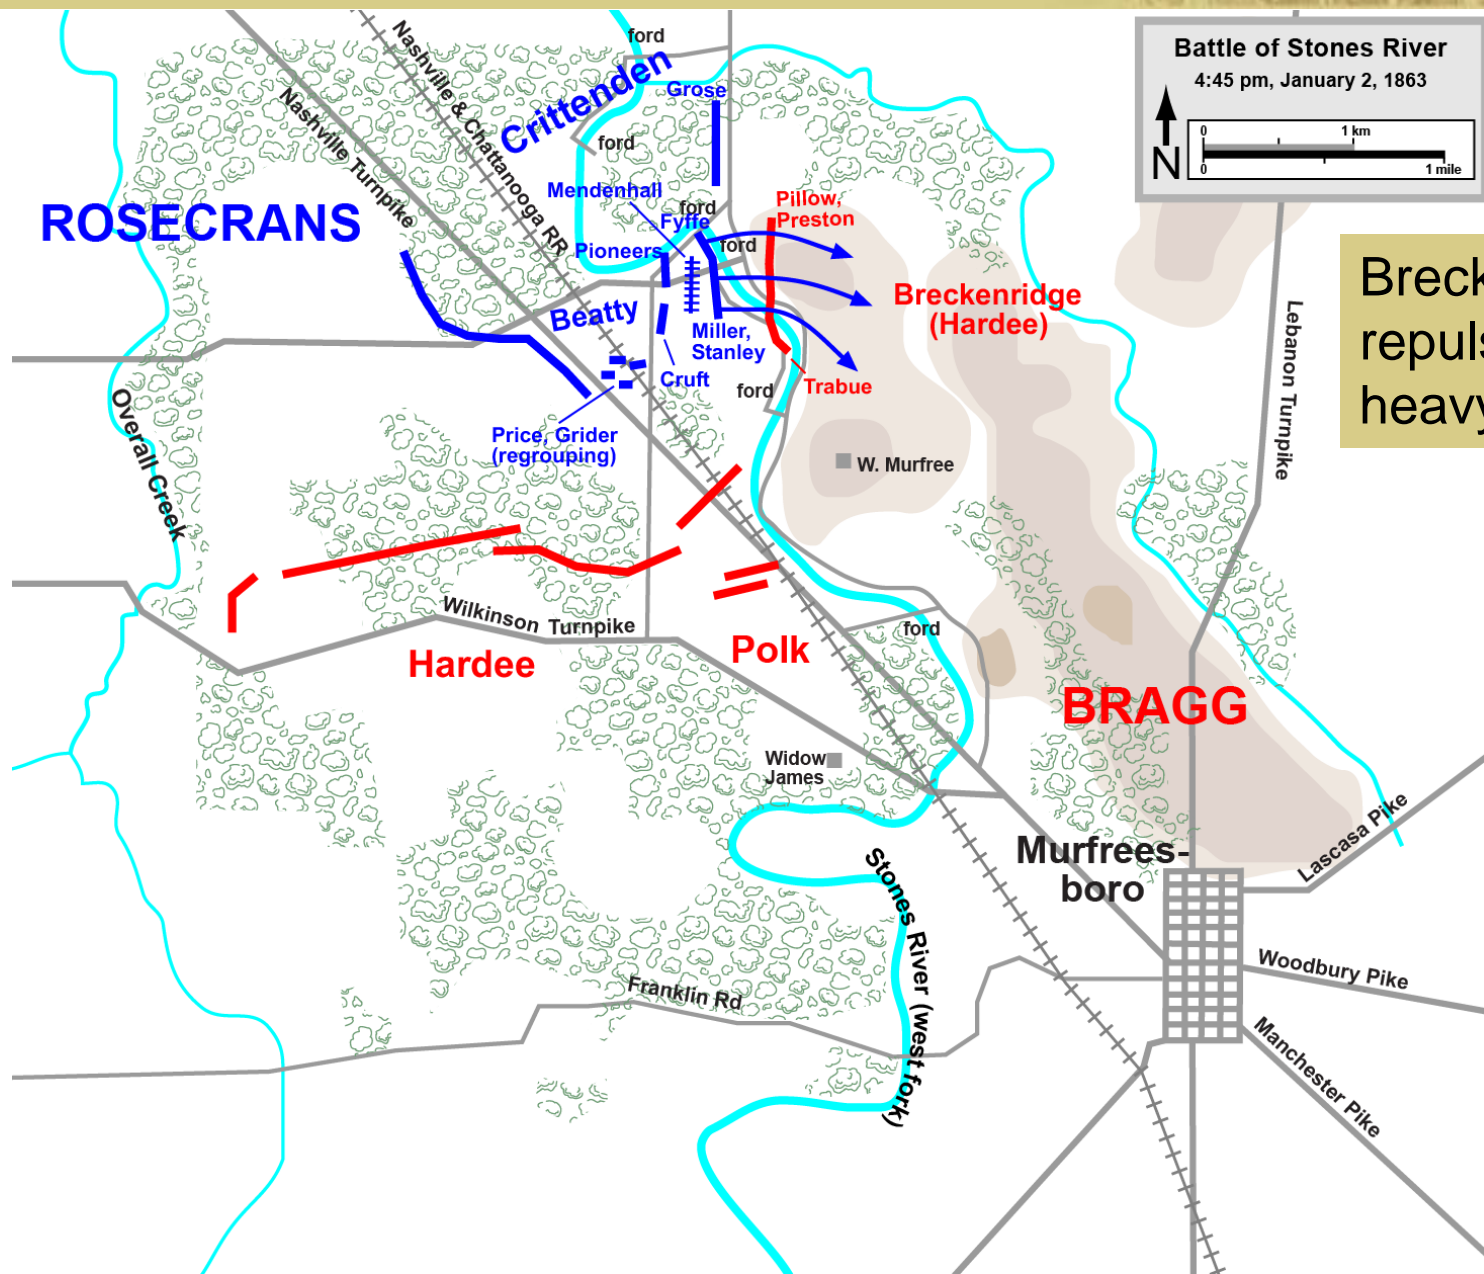 Battle of Stones River
4:45 pm, January 2, 1863
0
1 km
0
1 mile
N
ford
Crittenden
Grose
Nashville & Chattanooga RR
Nashville Turnpike
ford
Mendenhall
ford
Fyffe
Pillow,
Preston
ROSECRANS
Pioneers
ford
Breckenridge
(Hardee)
Beatty
Miller,
Stanley
Cruft
ford
Trabue
Price, Grider
(regrouping)
Overall Creek
Lebanon Turnpike
W. Murfree
Wilkinson Turnpike
ford
Hardee
Polk
BRAGG
Widow
James
Murfrees-
boro
Lascasa Pike
Stones River (west fork)
Franklin Rd
Woodbury Pike
Manchester Pike
Breck
repuls
heavy